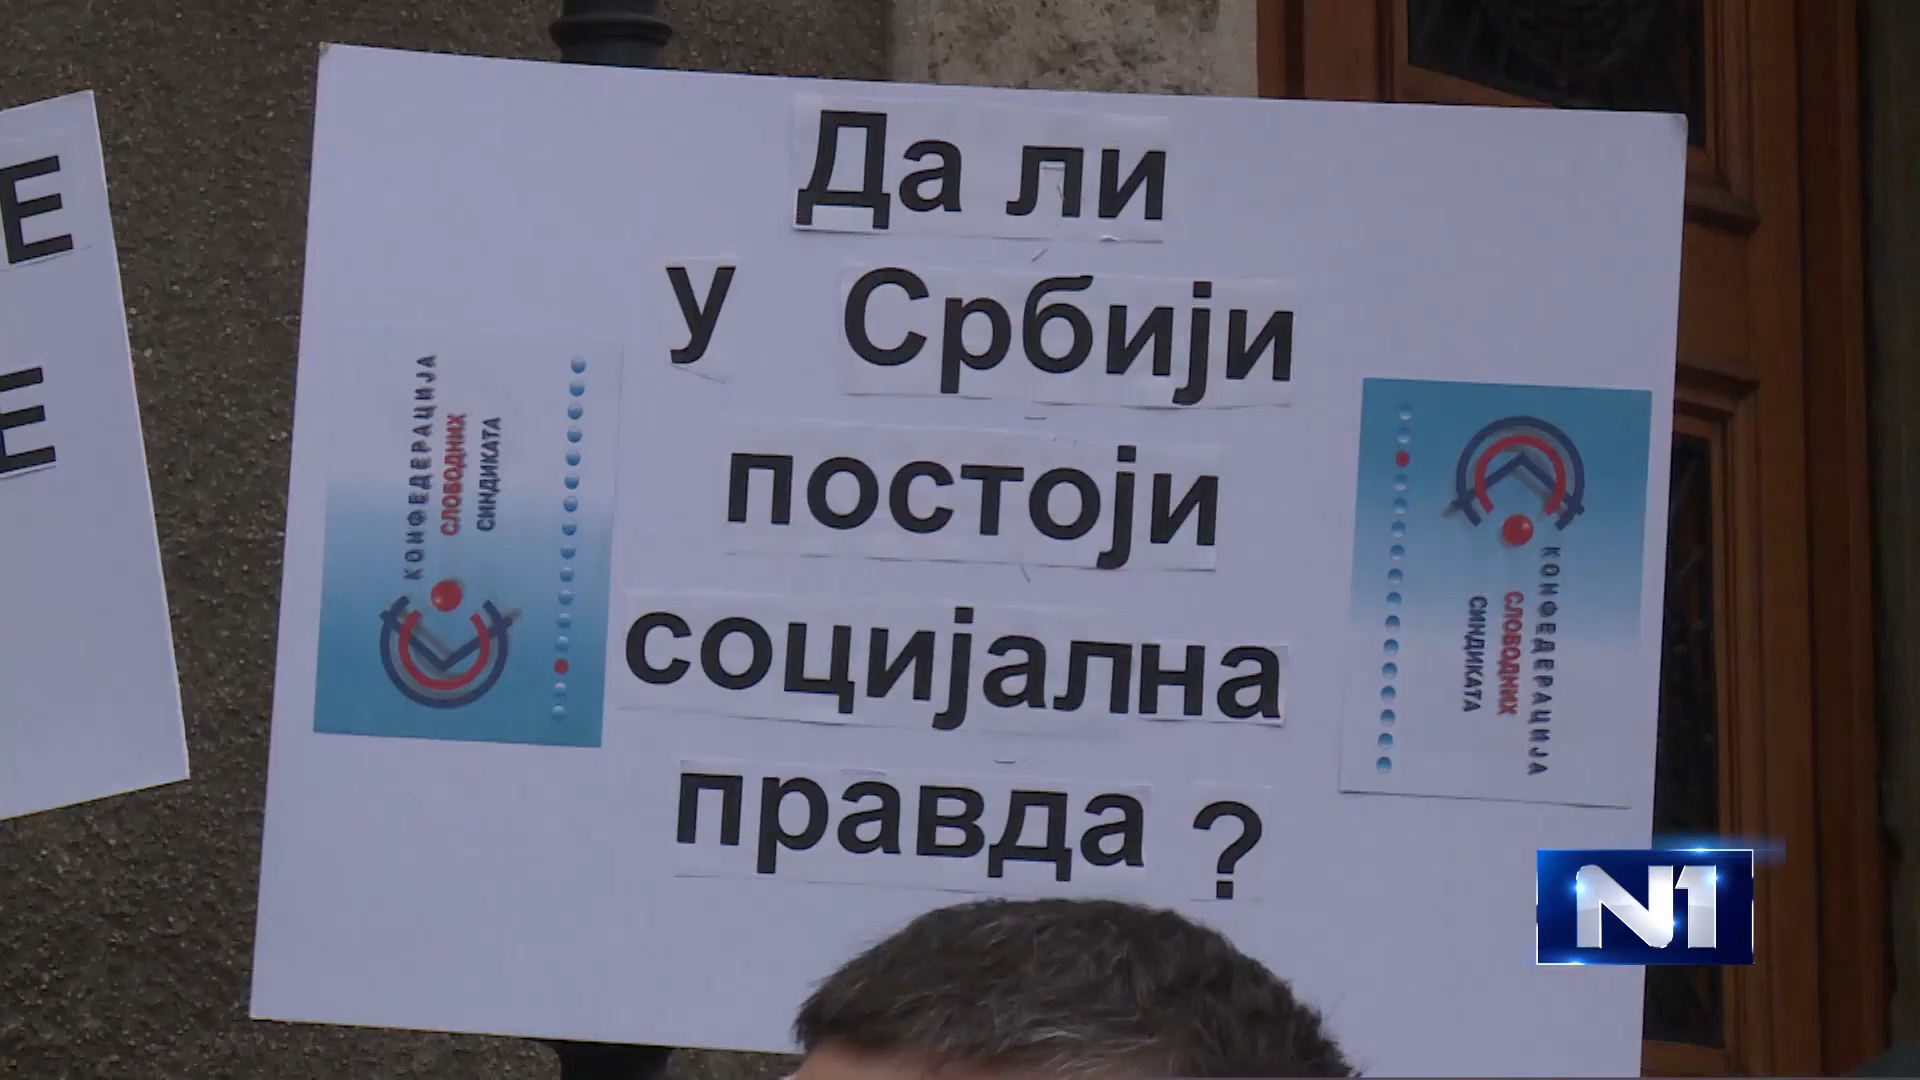 Да ли
у Србији
постоји
социјална
правда ?
КОНФЕДЕРАЦИЈА
СЛОБОДНИХ
СИНДИКАТА
КОНФЕДЕРАЦИЈА
СЛОБОДНИХ
СИНДИКАТА
Е
Е
N1